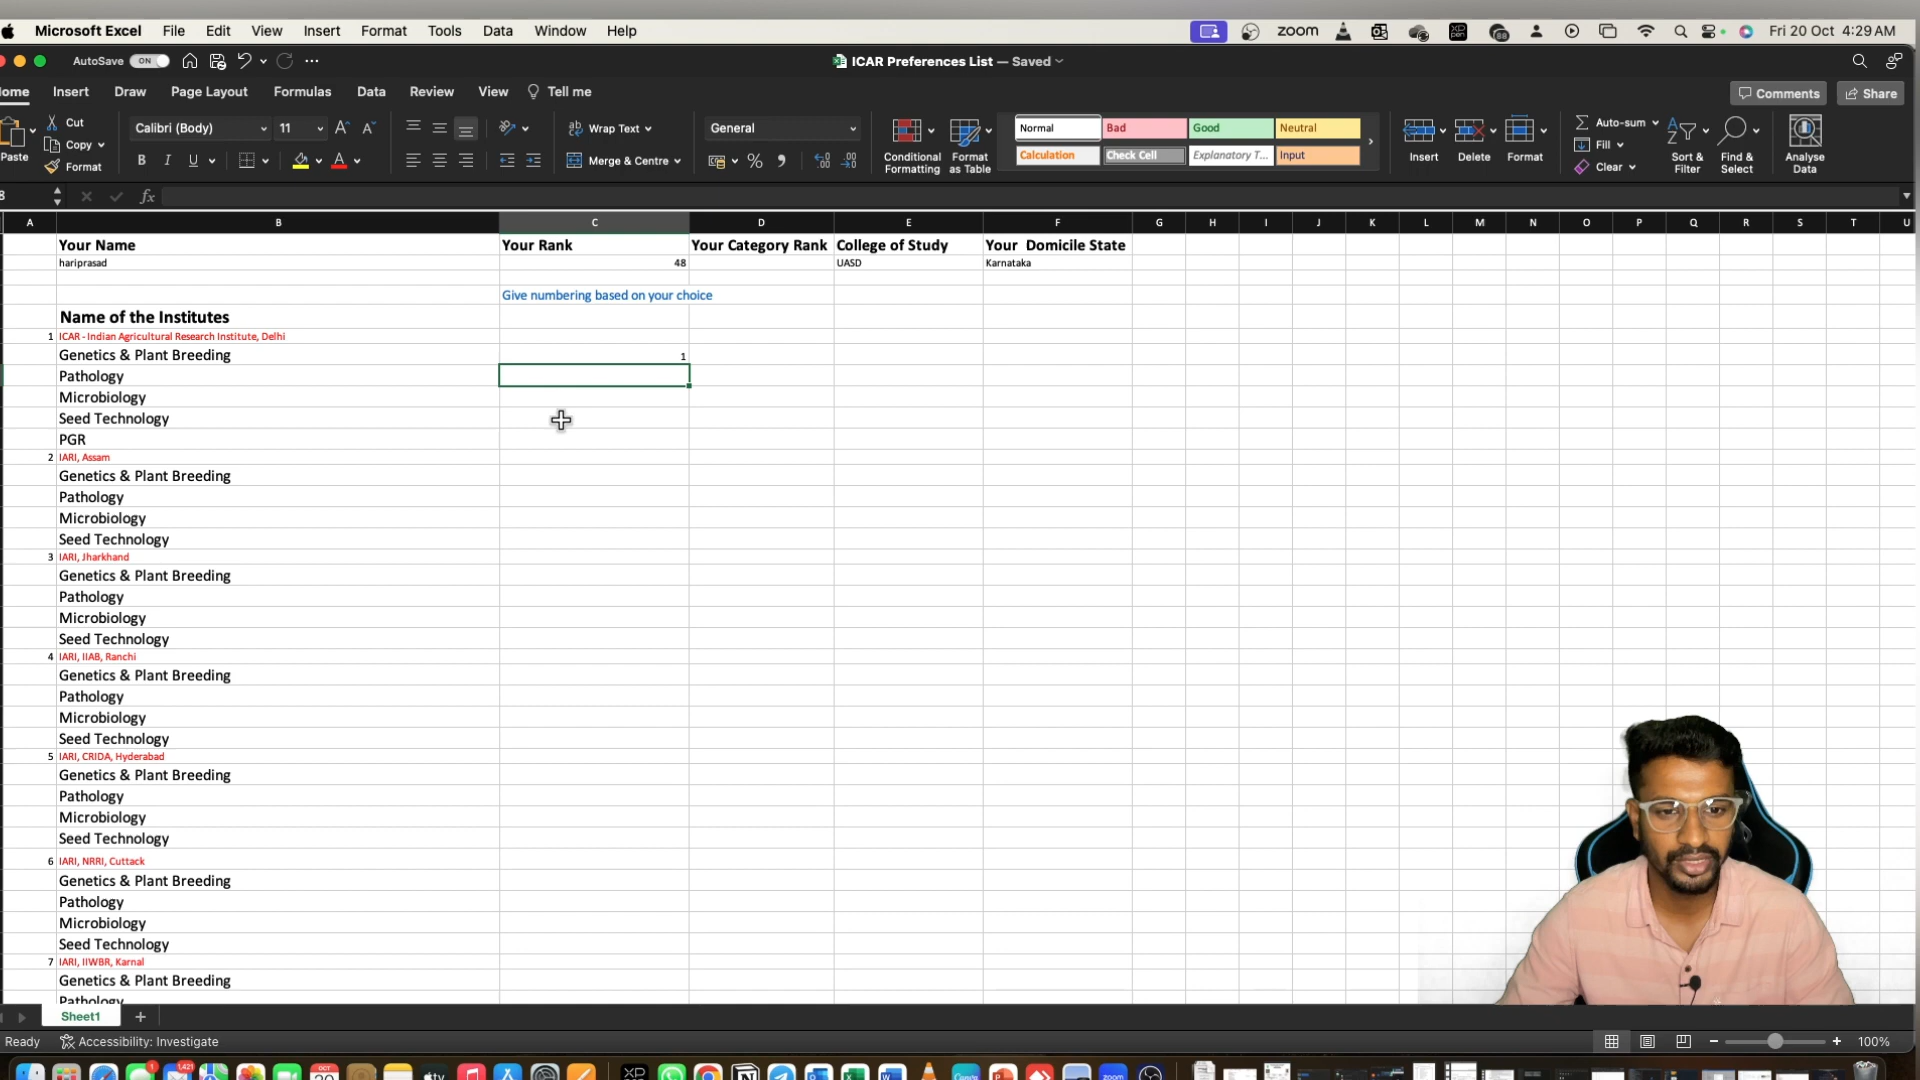 Microsoft Excel File Edit View Insert Format Tools Data Window Help zoom Fri 20 Oct 4:29 AM
AutoSave ON ICAR Preferences List — Saved
Insert Draw Page Layout Formulas Data Review View Tell me Comments Share
Cut Calibri (Body) 11 Wrap Text General Normal Bad Good Neutral Auto-sum
Copy Fill
Paste Format B I U Merge & Centre Conditional Formatting Format as Table Calculation Check Cell Explanatory T... Input Insert Delete Format Clear Sort & Filter Find & Select Analyse Data
fx
A B C D E F G H I J K L M N O P Q R S T U
Your Name Your Rank Your Category Rank College of Study Your Domicile State
hariprasad 48 UASD Karnataka
Give numbering based on your choice
Name of the Institutes
1 ICAR - Indian Agricultural Research Institute, Delhi
Genetics & Plant Breeding 1
Pathology
Microbiology
Seed Technology
PGR
2 IARI, Assam
Genetics & Plant Breeding
Pathology
Microbiology
Seed Technology
3 IARI, Jharkhand
Genetics & Plant Breeding
Pathology
Microbiology
Seed Technology
4 IARI, IIAB, Ranchi
Genetics & Plant Breeding
Pathology
Microbiology
Seed Technology
5 IARI, CRIDA, Hyderabad
Genetics & Plant Breeding
Pathology
Microbiology
Seed Technology
6 IARI, NRRI, Cuttack
Genetics & Plant Breeding
Pathology
Microbiology
Seed Technology
7 IARI, IIWBR, Karnal
Genetics & Plant Breeding
Pathology
Sheet1
Ready Accessibility: Investigate 100%